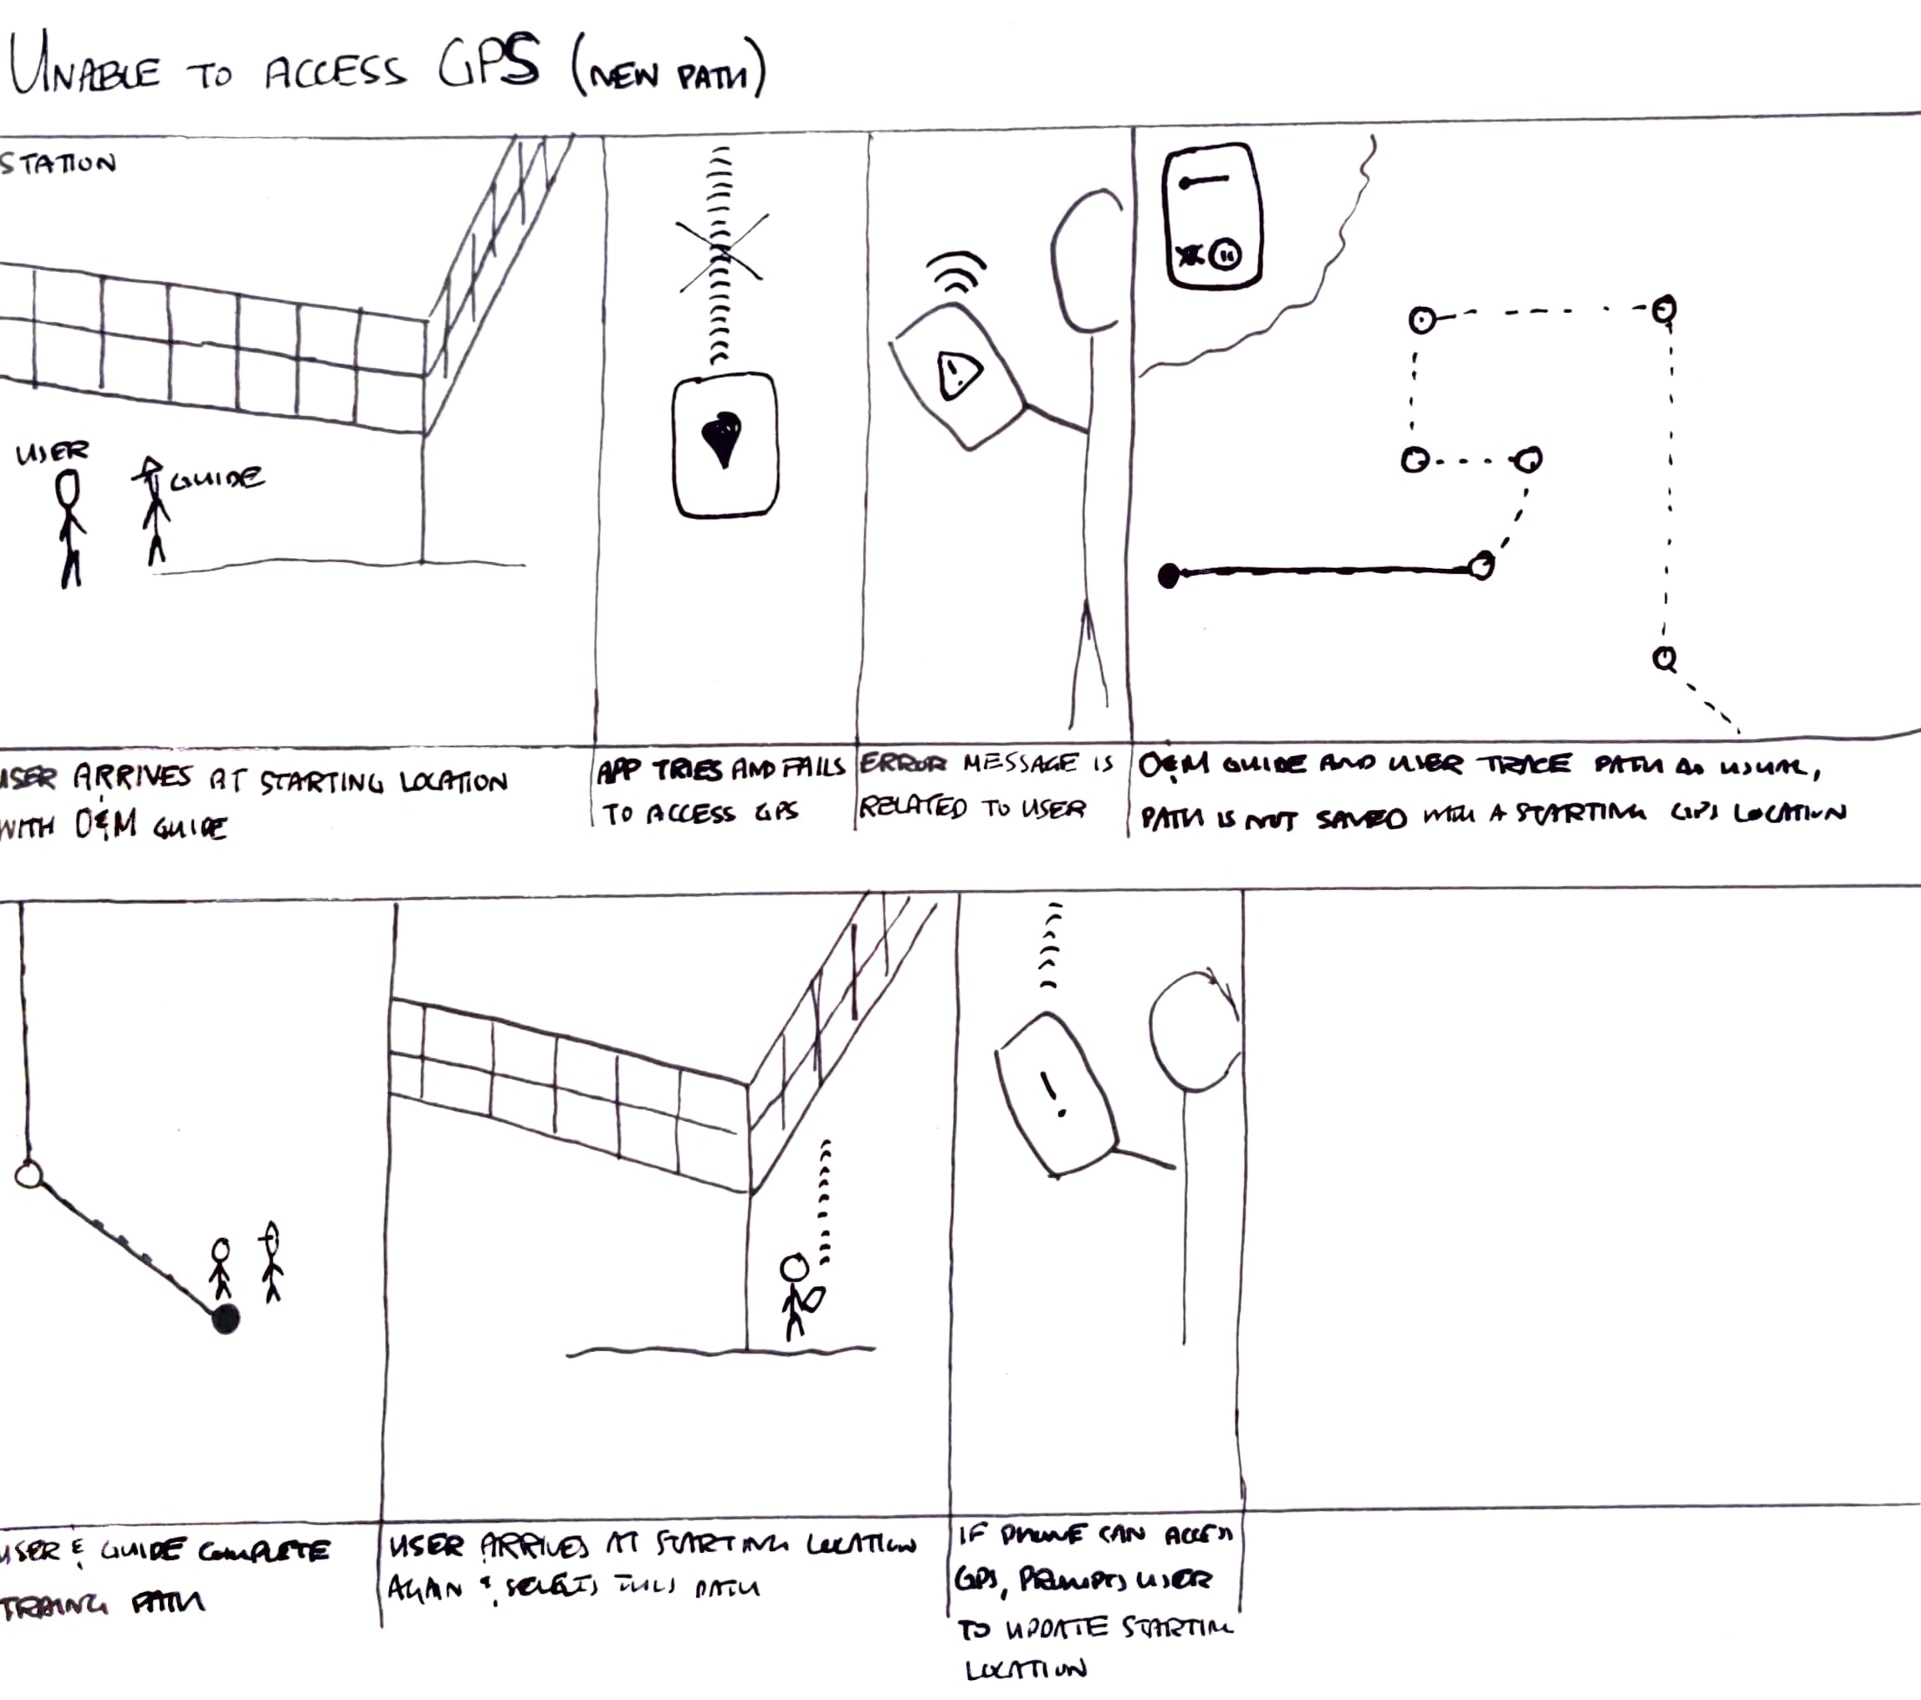 UNABLE TO ACCESS GPS (NEW PATH)
STATION
USER
GUIDE
!
USER ARRIVES AT STARTING LOCATION
WITH O&M GUIDE
APP TRIES AND FAILS
TO ACCESS GPS
ERROR MESSAGE IS
RELATED TO USER
O&M GUIDE AND USER TRACE PATH AS USUAL,
PATH IS NOT SAVED WITH A STARTING GPS LOCATION
!
USER & GUIDE COMPLETE
TRACING PATH
USER ARRIVES AT STARTING LOCATION
AGAIN & SELECTS THIS PATH
IF PHONE CAN ACCESS
GPS, PROMPTS USER
TO UPDATE STARTING
LOCATION